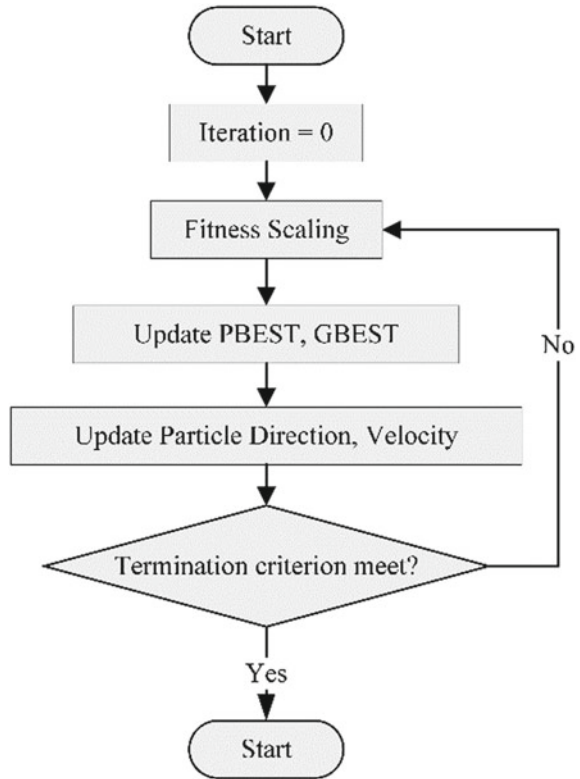 Start
Iteration = 0
Fitness Scaling
Update PBEST, GBEST
No
Update Particle Direction, Velocity
Termination criterion meet?
Yes
Start